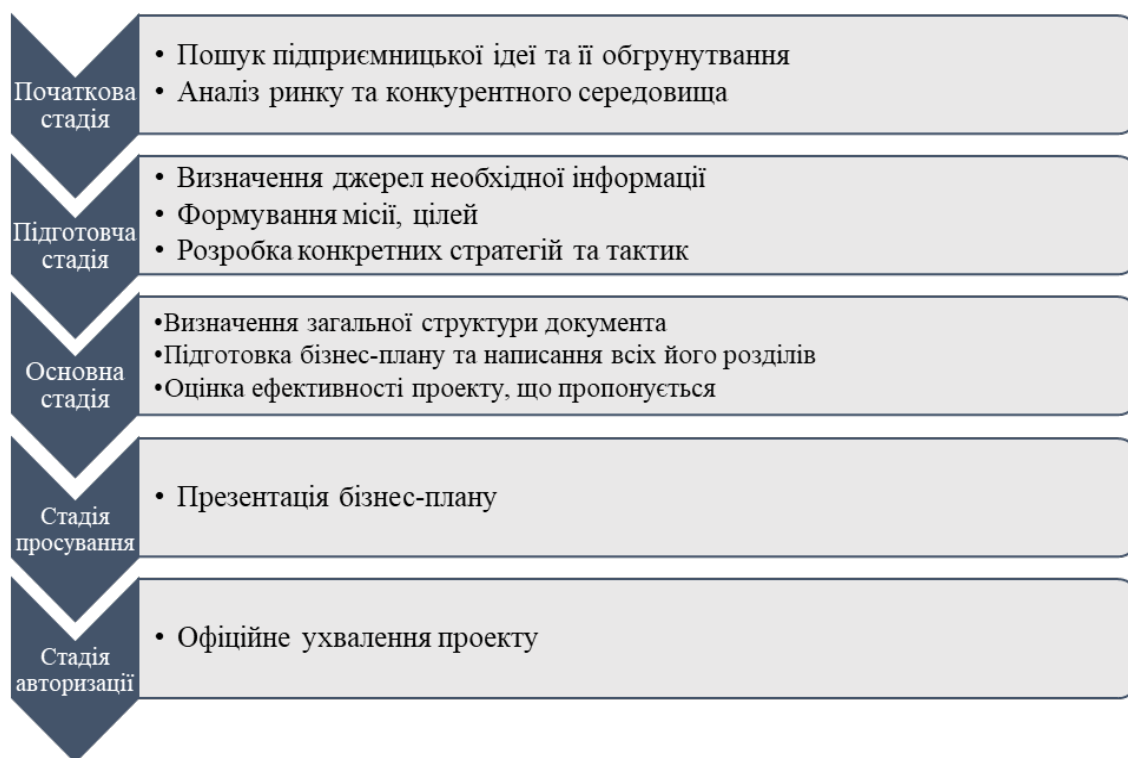 Початкова
стадія
• Пошук підприємницької ідеї та її обгрунутвання
• Аналіз ринку та конкурентного середовища
Підготовча
стадія
• Визначення джерел необхідної інформації
• Формування місії, цілей
• Розробка конкретних стратегій та тактик
Основна
стадія
•Визначення загальної структури документа
•Підготовка бізнес-плану та написання всіх його розділів
•Оцінка ефективності проекту, що пропонується
Стадія
просування
• Презентація бізнес-плану
Стадія
авторизації
• Офіційне ухвалення проекту